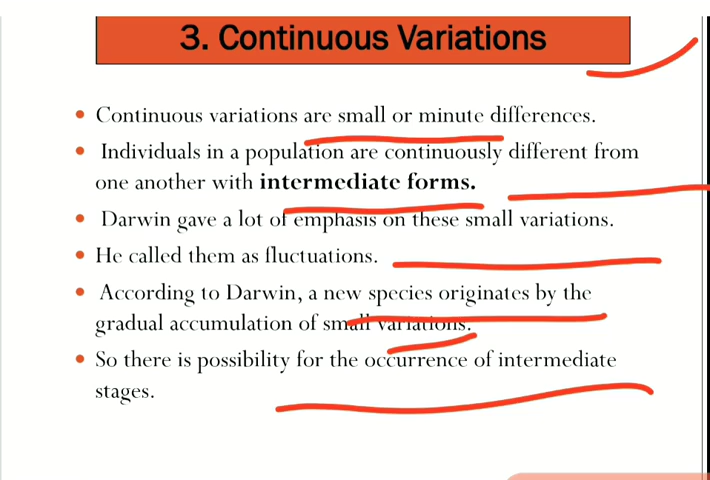 3. Continuous Variations
• Continuous variations are small or minute differences.
• Individuals in a population are continuously different from
one another with intermediate forms.
• Darwin gave a lot of emphasis on these small variations.
• He called them as fluctuations.
• According to Darwin, a new species originates by the
gradual accumulation of small variations.
• So there is possibility for the occurrence of intermediate
stages.